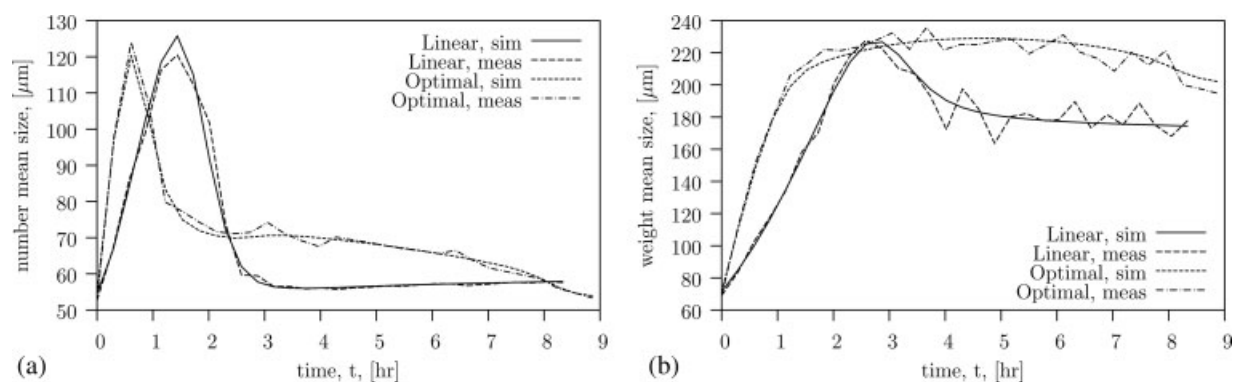 130
120
110
100
90
80
70
60
50
number mean size, [μm]
Linear, sim
Linear, meas
Optimal, sim
Optimal, meas
0 1 2 3 4 5 6 7 8 9
time, t, [hr]
(a)
240
220
200
180
160
140
120
100
80
60
weight mean size, [μm]
Linear, sim
Linear, meas
Optimal, sim
Optimal, meas
0 1 2 3 4 5 6 7 8 9
time, t, [hr]
(b)